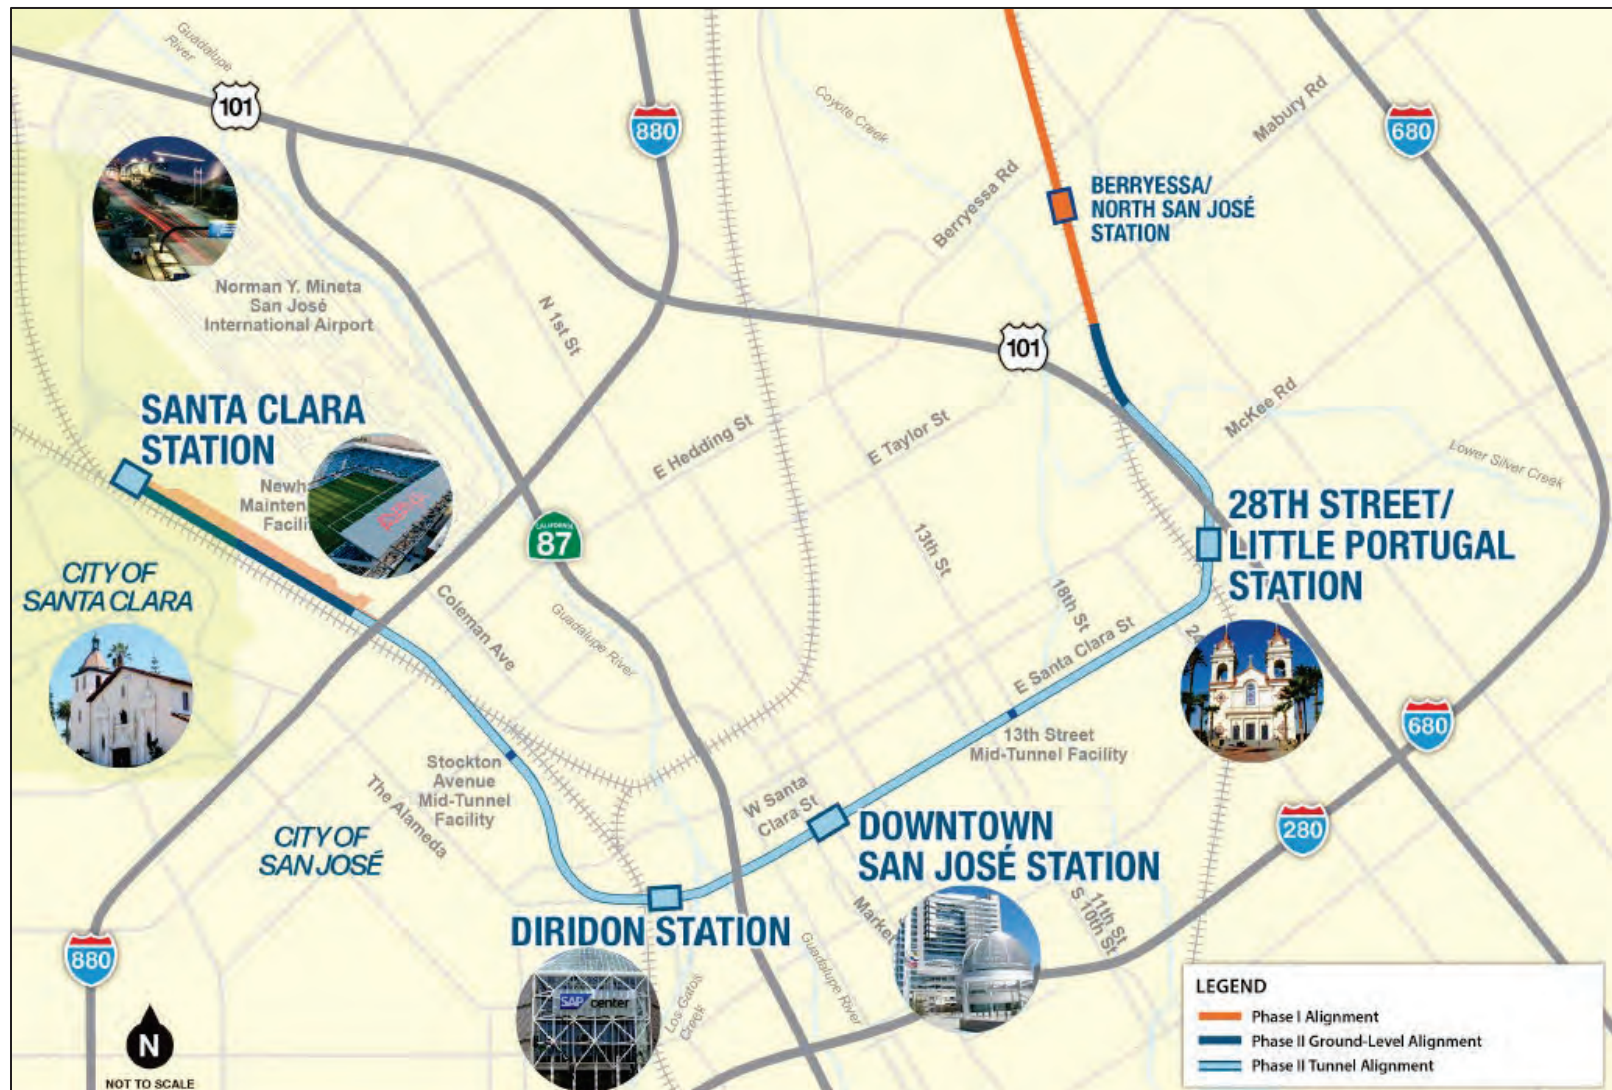 Guadalupe
River
101
880
680
Coyote Creek
Mabury Rd
Berryessa Rd
BERRYESSA/
NORTH SAN JOSÉ
STATION
Norman Y. Mineta
San José
International Airport
N 1st St
101
McKee Rd
SANTA CLARA
STATION
E Hedding St
E Taylor St
Lower Silver Creek
Newh
Mainten
Facili
28TH STREET/
LITTLE PORTUGAL
STATION
CALIFORNIA
87
13th St
18th St
CITY OF
SANTA CLARA
Coleman Ave
Guadalupe River
E Santa Clara St
24
680
13th Street
Mid-Tunnel Facility
Stockton
Avenue
Mid-Tunnel
Facility
The Alameda
W Santa
Clara St
280
CITY OF
SAN JOSÉ
DOWNTOWN
SAN JOSÉ STATION
DIRIDON STATION
Market
11th St
S 10th St
880
Guadalupe River
SAP center
Los Gatos
Creek
N
NOT TO SCALE
LEGEND
Phase I Alignment
Phase II Ground-Level Alignment
Phase II Tunnel Alignment